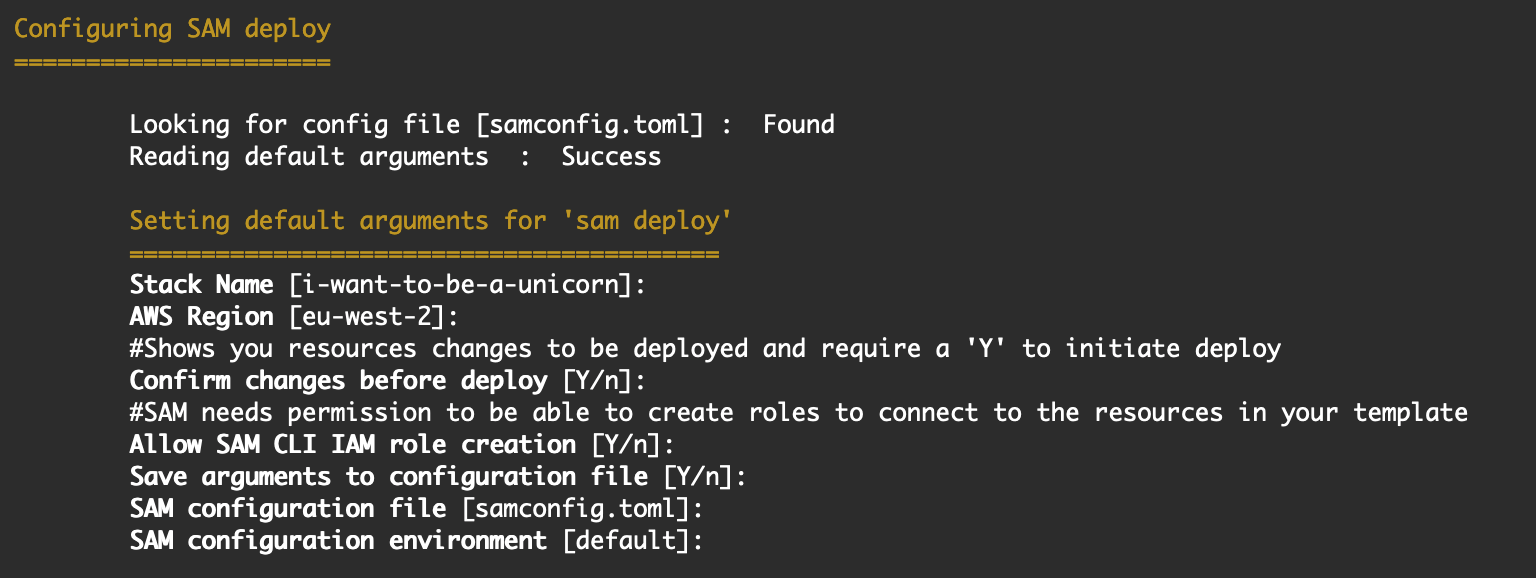 Configuring SAM deploy
======================
Looking for config file [samconfig.toml] :  Found
Reading default arguments  :  Success
Setting default arguments for 'sam deploy'
=========================================
Stack Name [i-want-to-be-a-unicorn]:
AWS Region [eu-west-2]:
#Shows you resources changes to be deployed and require a 'Y' to initiate deploy
Confirm changes before deploy [Y/n]:
#SAM needs permission to be able to create roles to connect to the resources in your template
Allow SAM CLI IAM role creation [Y/n]:
Save arguments to configuration file [Y/n]:
SAM configuration file [samconfig.toml]:
SAM configuration environment [default]: